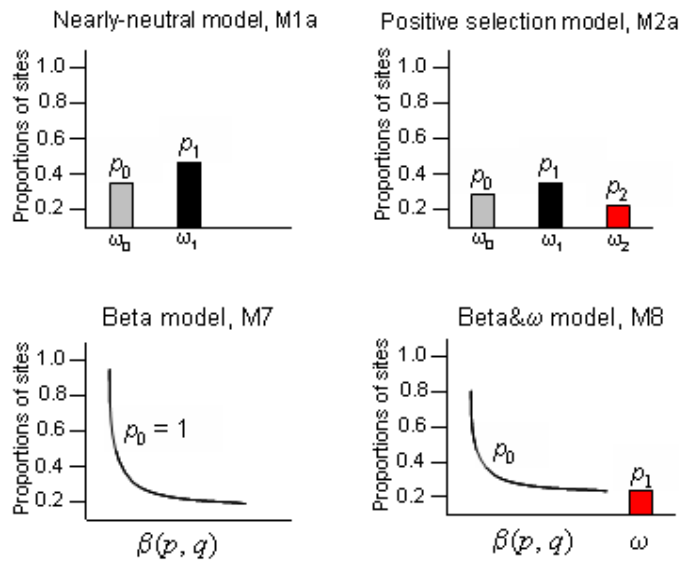 Nearly-neutral model, M1a
Proportions of sites
1.0
0.8
0.6
0.4
0.2
p0
p1
ω0
ω1
Positive selection model, M2a
Proportions of sites
1.0
0.8
0.6
0.4
0.2
p0
p1
p2
ω0
ω1
ω2
Beta model, M7
Proportions of sites
1.0
0.8
0.6
0.4
0.2
p0 = 1
β(p, q)
Beta&ω model, M8
Proportions of sites
1.0
0.8
0.6
0.4
0.2
p0
p1
β(p, q)
ω